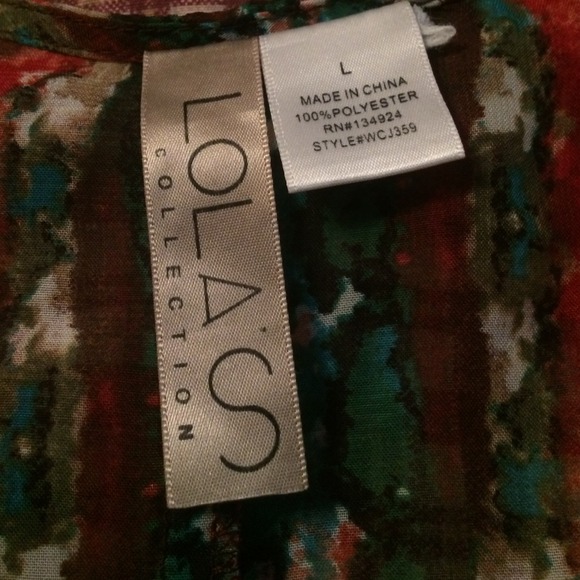 LOLA'S
COLLECTION
L
MADE IN CHINA
100%POLYESTER
RN#134924
STYLE#WCJ359